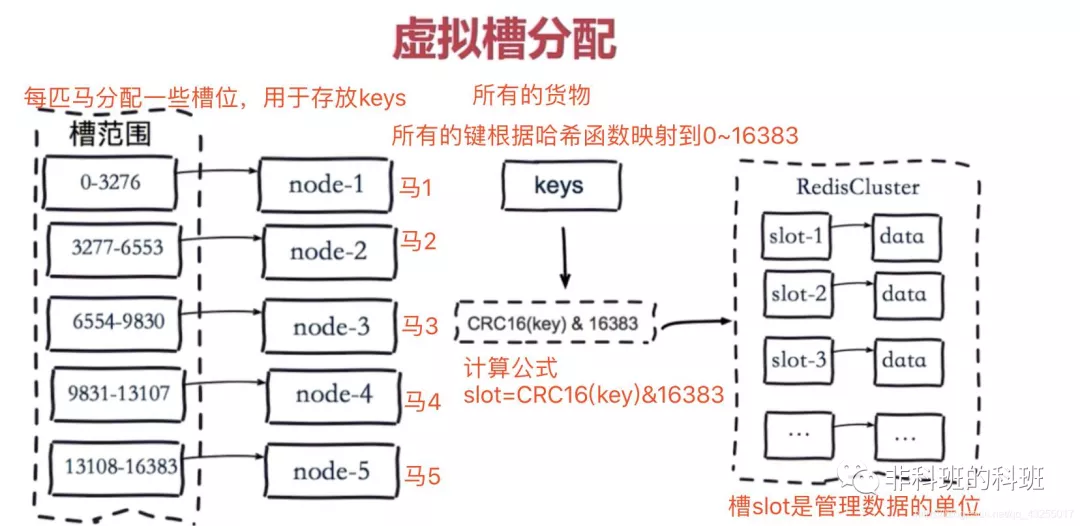 虚拟槽分配
每匹马分配一些槽位，用于存放keys
所有的货物
槽范围
所有的键根据哈希函数映射到0~16383
0-3276
node-1
马1
3277-6553
node-2
马2
6554-9830
node-3
马3
9831-13107
node-4
马4
13108-16383
node-5
马5
keys
CRC16(key) & 16383
计算公式
slot=CRC16(key)&16383
RedisCluster
slot-1
data
slot-2
data
slot-3
data
...
...
非科班的科班
槽slot是管理数据的单位